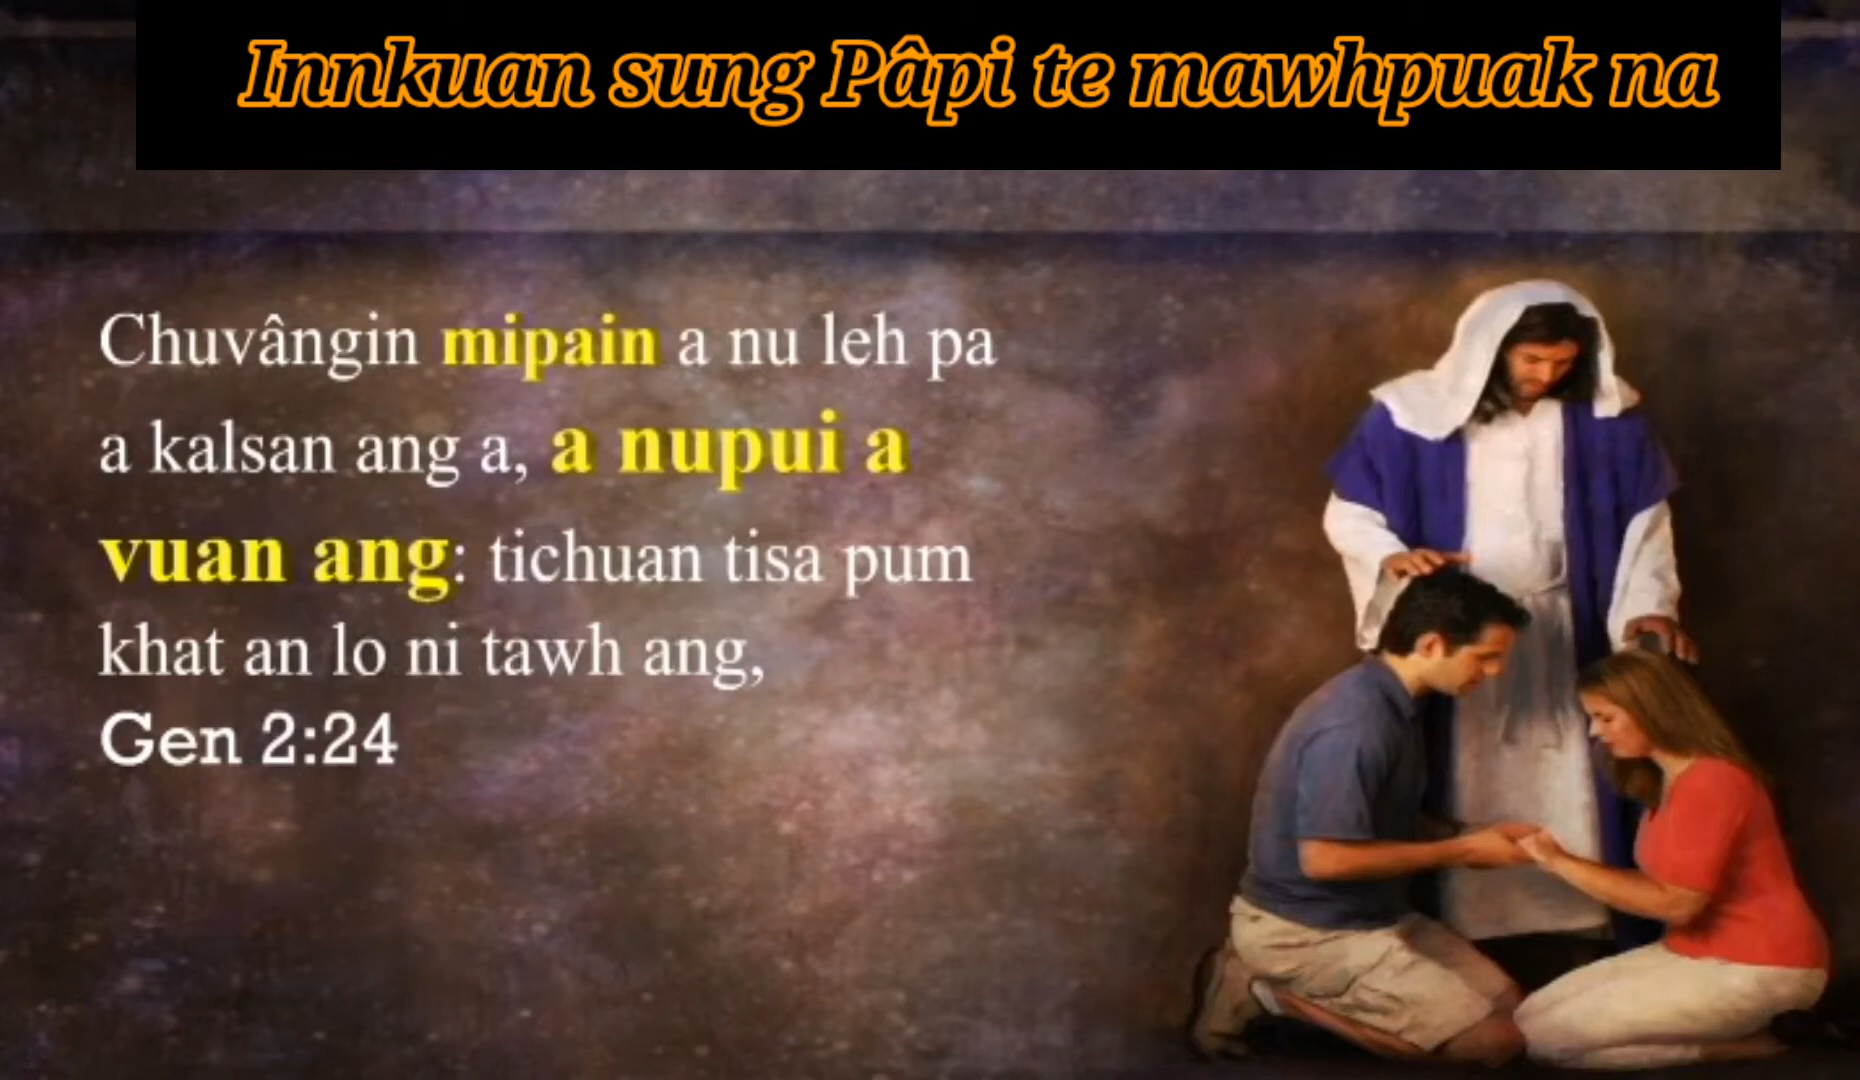 Innkuan sung Pâpi te mawhpuak na
Chuvângin mipain a nu leh pa
a kalsan ang a, a nupui a
vuan ang: tichuan tisa pum
khat an lo ni tawh ang,
Gen 2:24